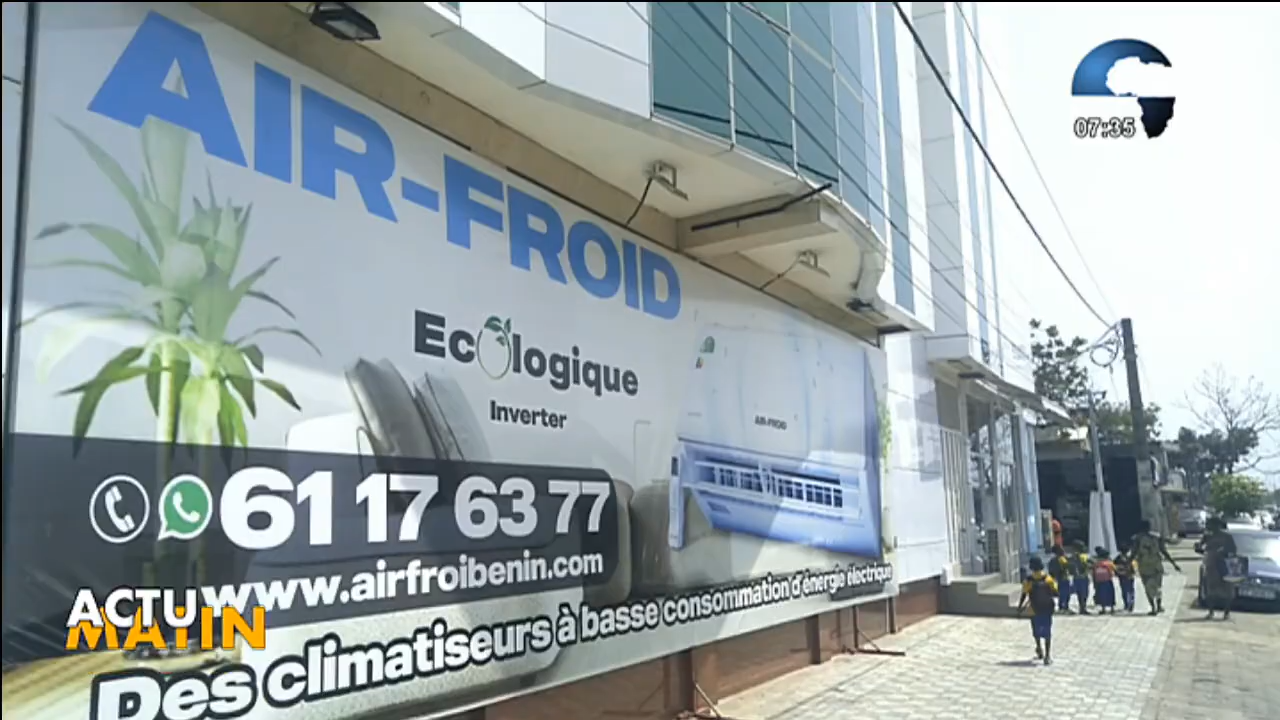 AIR-FROID
07:35
Ecologique
Inverter
AIR-FROID
61 17 63 77
www.airfroibenin.com
Des climatiseurs à basse consommation d'énergie électrique
ACTU
MATIN